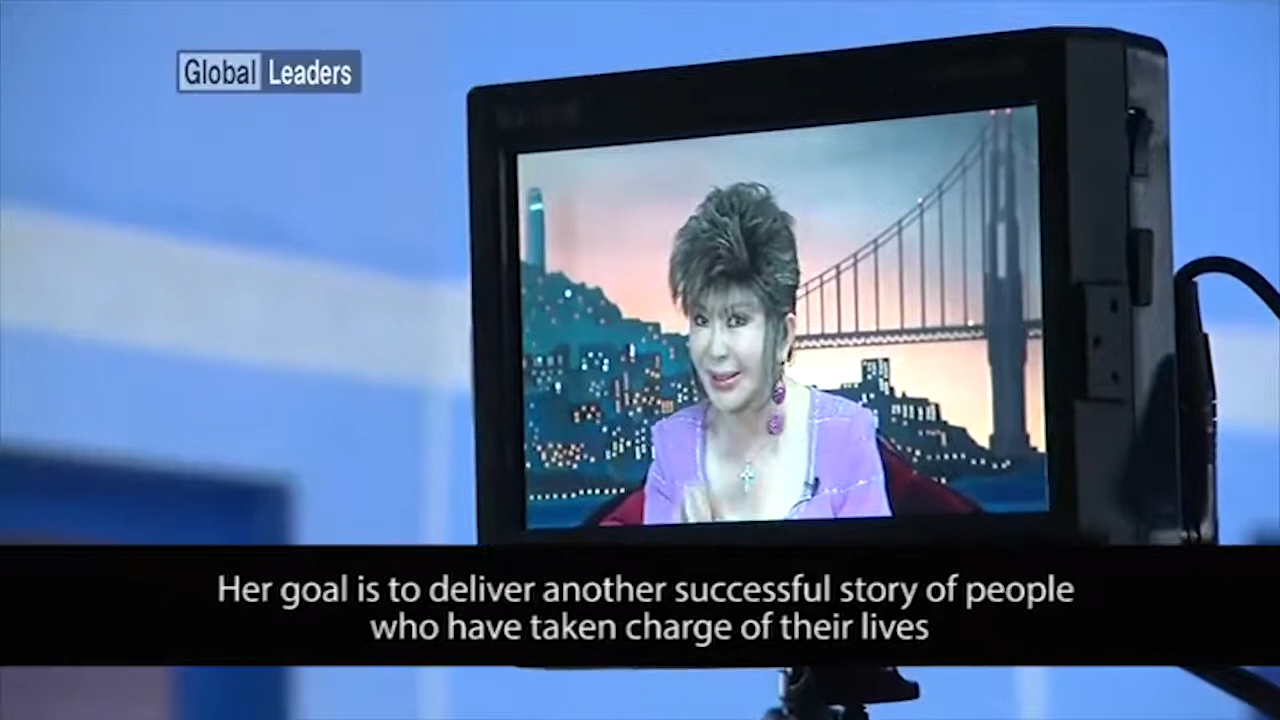 Global Leaders
Her goal is to deliver another successful story of people
who have taken charge of their lives